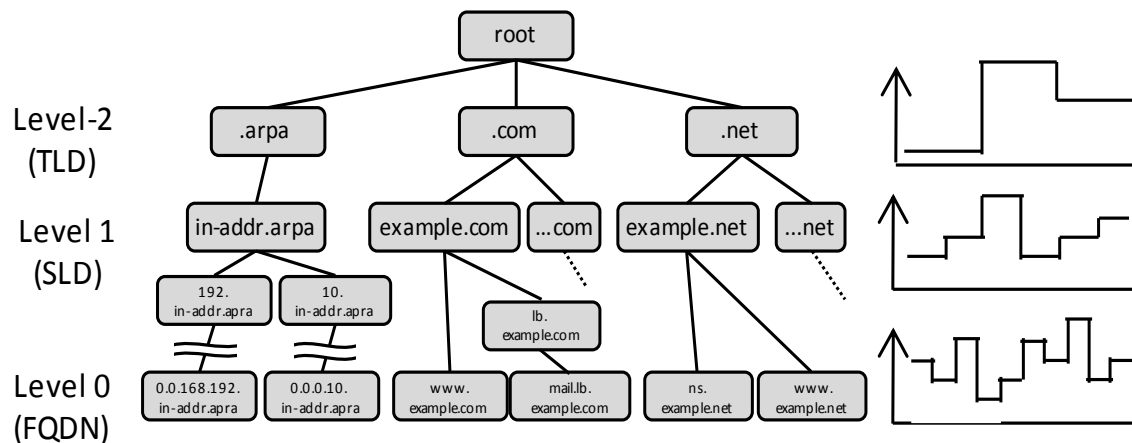 root
Level-2
(TLD)
.arpa
.com
.net
Level 1
(SLD)
in-addr.arpa
example.com
...com
example.net
...net
192.
in-addr.apra
10.
in-addr.apra
lb.
example.com
Level 0
(FQDN)
0.0.168.192.
in-addr.apra
0.0.0.10.
in-addr.apra
www.
example.com
mail.lb.
example.com
ns.
example.net
www.
example.net